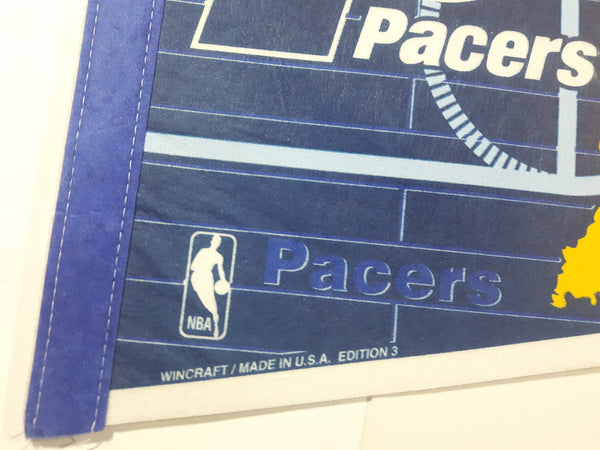 Pacers
Pacers
NBA
WINCRAFT / MADE IN U.S.A. EDITION 3